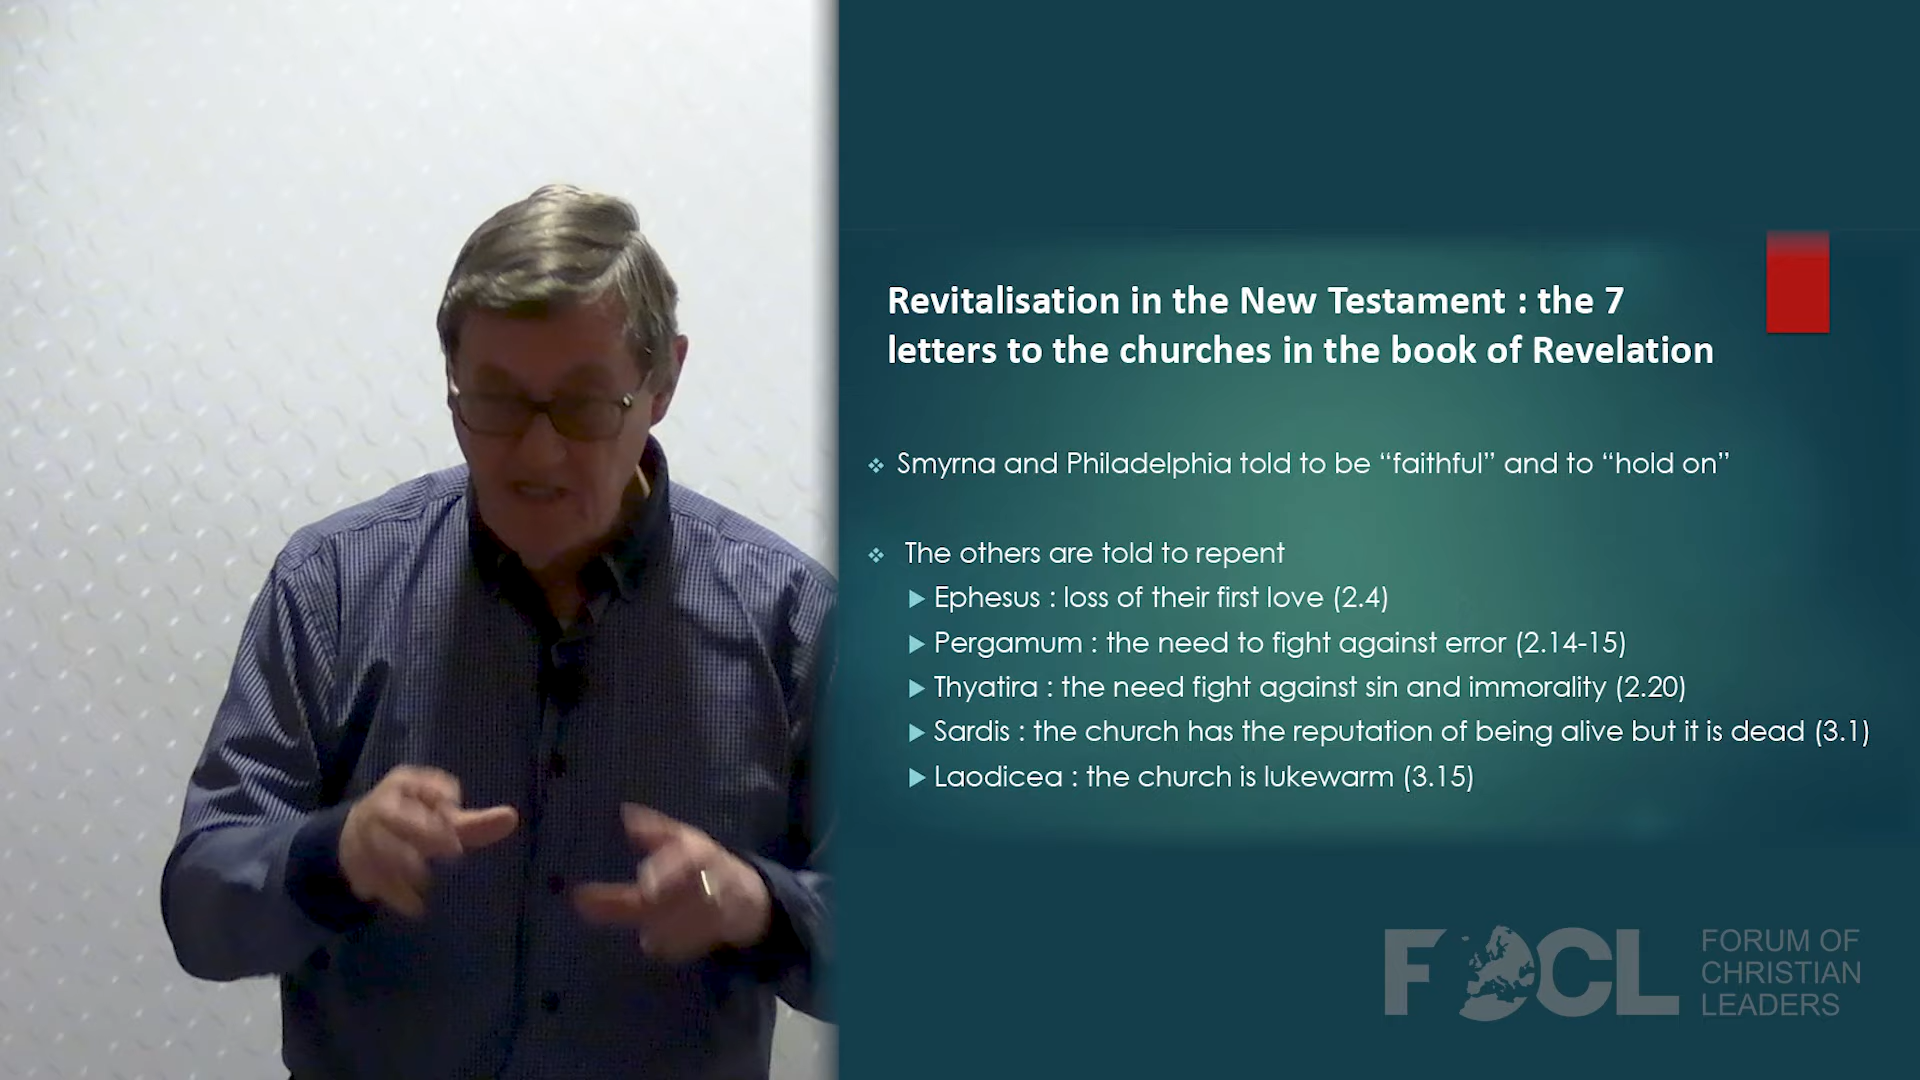 Revitalisation in the New Testament : the 7
letters to the churches in the book of Revelation
Smyrna and Philadelphia told to be “faithful” and to “hold on”
The others are told to repent
Ephesus : loss of their first love (2.4)
Pergamum : the need to fight against error (2.14-15)
Thyatira : the need fight against sin and immorality (2.20)
Sardis : the church has the reputation of being alive but it is dead (3.1)
Laodicea : the church is lukewarm (3.15)
FOCL
FORUM OF
CHRISTIAN
LEADERS